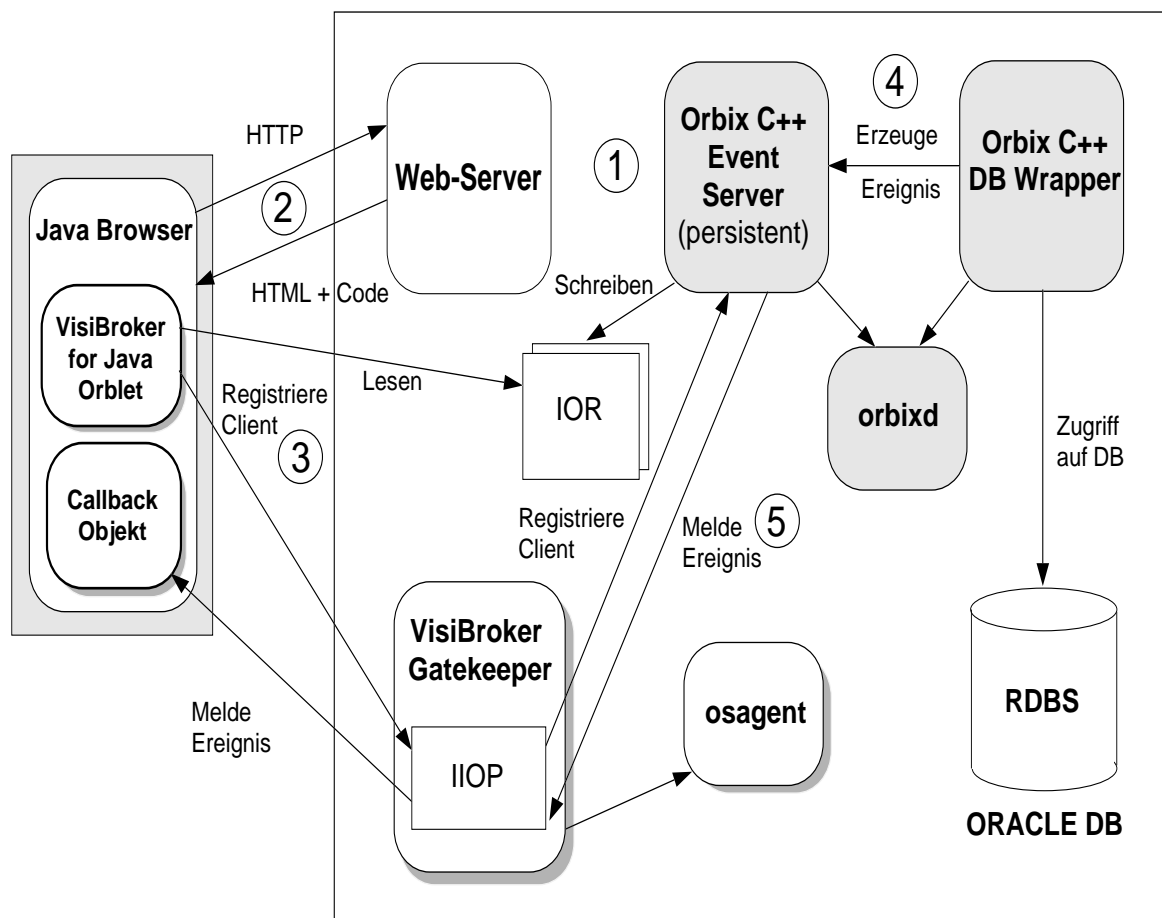 HTTP
2
HTML + Code
Java Browser
VisiBroker
for Java
Orblet
Callback
Objekt
Web-Server
1
Orbix C++
Event
Server
(persistent)
4
Erzeuge
Ereignis
Orbix C++
DB Wrapper
Schreiben
Lesen
IOR
orbixd
Zugriff
auf DB
Registriere
Client
3
Registriere
Client
Melde
Ereignis
5
VisiBroker
Gatekeeper
IIOP
osagent
Melde
Ereignis
RDBS
ORACLE DB